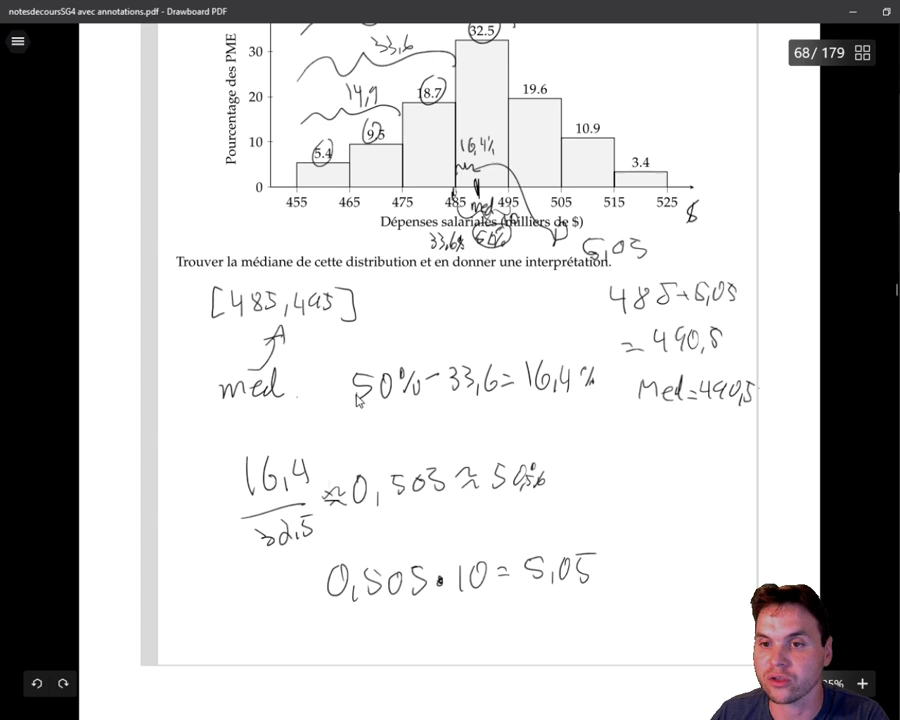 notesdecoursSG4 avec annotations.pdf - Drawboard PDF
68 / 179
Pourcentage des PME
30
20
10
0
33,6
14,9
5.4
9.5
18.7
32.5
19.6
10.9
3.4
16,4%
455 465 475 485 495 505 515 525 $
med
Dépenses salariales (milliers de $)
33,6% 50%
5,05
Trouver la médiane de cette distribution et en donner une interprétation.
[485,495]
485+5,05
= 490,5
med
50% - 33,6 = 16,4%
Med = 490,5
16,4
32,5
≈ 0,505 ≈ 50,5%
0,505 • 10 = 5,05